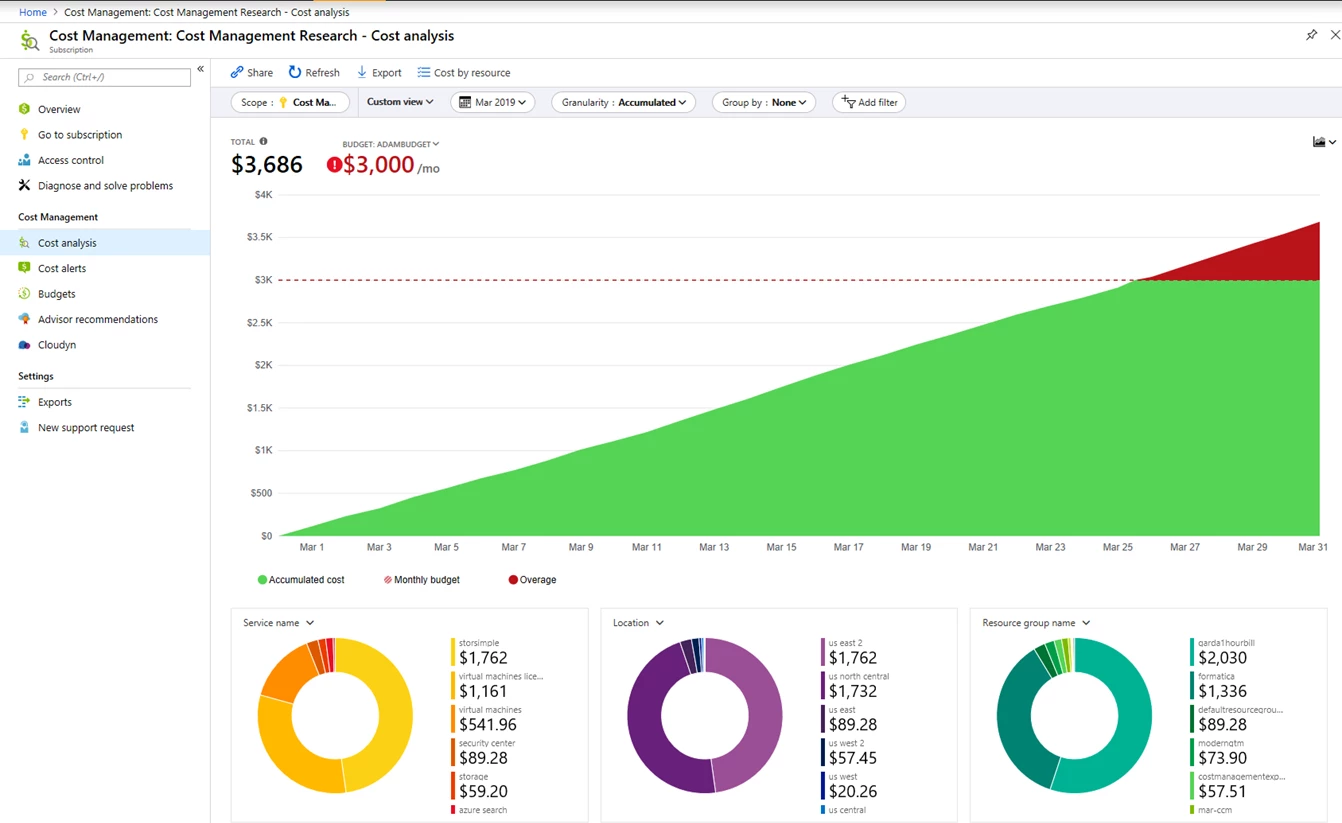 Home > Cost Management: Cost Management Research - Cost analysis
Cost Management: Cost Management Research - Cost analysis
Subscription
Search (Ctrl+/)
«
Overview
Go to subscription
Access control
Diagnose and solve problems
Cost Management
Cost analysis
Cost alerts
Budgets
Advisor recommendations
Cloudyn
Settings
Exports
New support request
Share Refresh Export Cost by resource
Scope : Cost Ma... Custom view Mar 2019 Granularity : Accumulated Group by : None Add filter
TOTAL BUDGET: ADAMBUDGET
$3,686 $3,000 /mo
$4K
$3.5K
$3K
$2.5K
$2K
$1.5K
$1K
$500
$0
Mar 1 Mar 3 Mar 5 Mar 7 Mar 9 Mar 11 Mar 13 Mar 15 Mar 17 Mar 19 Mar 21 Mar 23 Mar 25 Mar 27 Mar 29 Mar 31
Accumulated cost Monthly budget Overage
Service name
storsimple
$1,762
virtual machines lice...
$1,161
virtual machines
$541.96
security center
$89.28
storage
$59.20
azure search
Location
us east 2
$1,762
us north central
$1,732
us east
$89.28
us west 2
$57.45
us west
$20.26
us central
Resource group name
qarda1hourbill
$2,030
formatica
$1,336
defaultresourcegrou...
$89.28
$73.90
costmanagementexp...
$57.51
mar-ccm